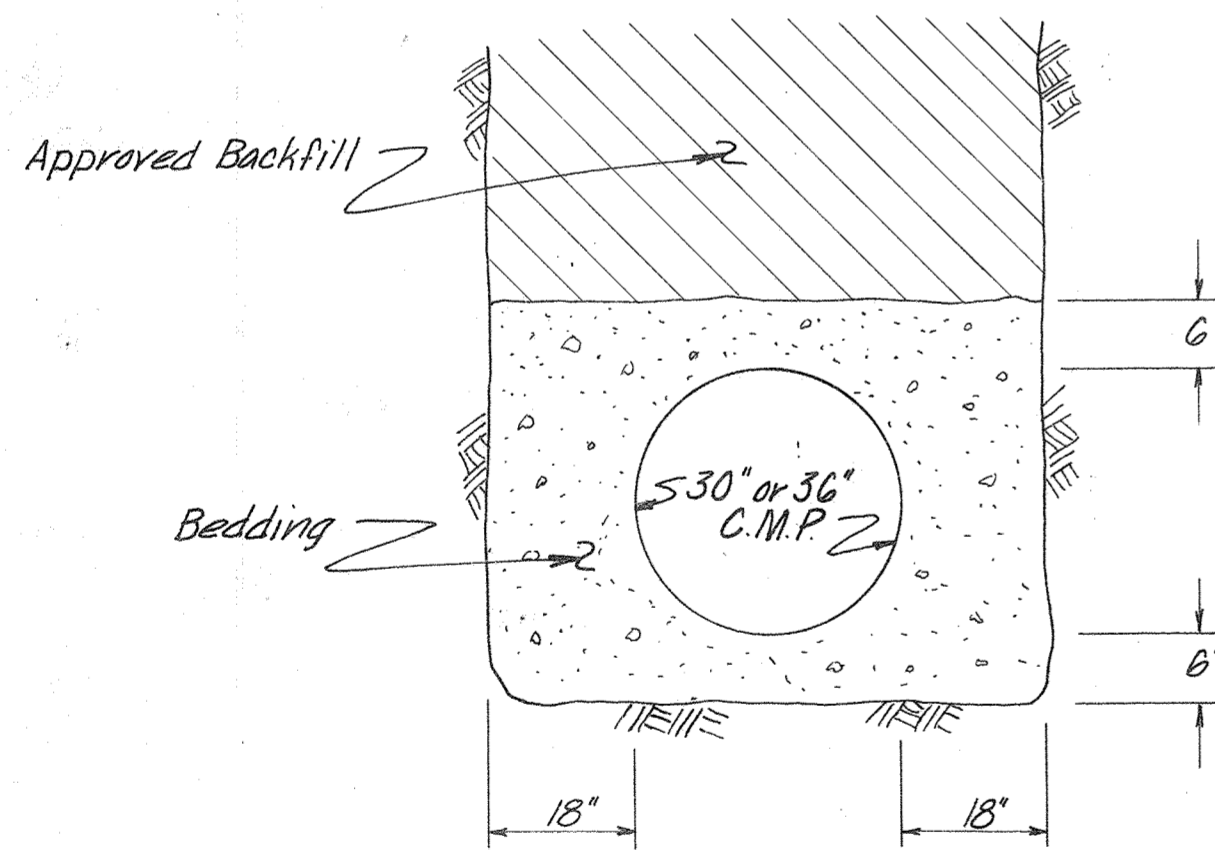 Approved Backfill
6
30" or 36"
C.M.P.
Bedding
6"
18"
18"